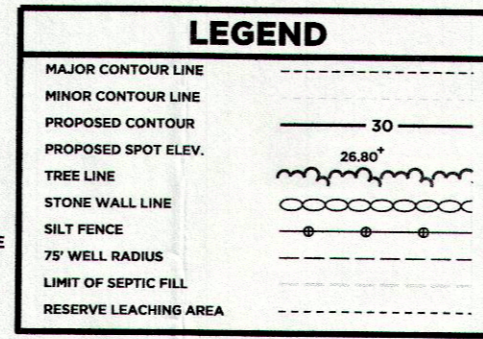 LEGEND
MAJOR CONTOUR LINE
MINOR CONTOUR LINE
PROPOSED CONTOUR 30
PROPOSED SPOT ELEV. 26.80+
TREE LINE
STONE WALL LINE
SILT FENCE
75' WELL RADIUS
LIMIT OF SEPTIC FILL
RESERVE LEACHING AREA